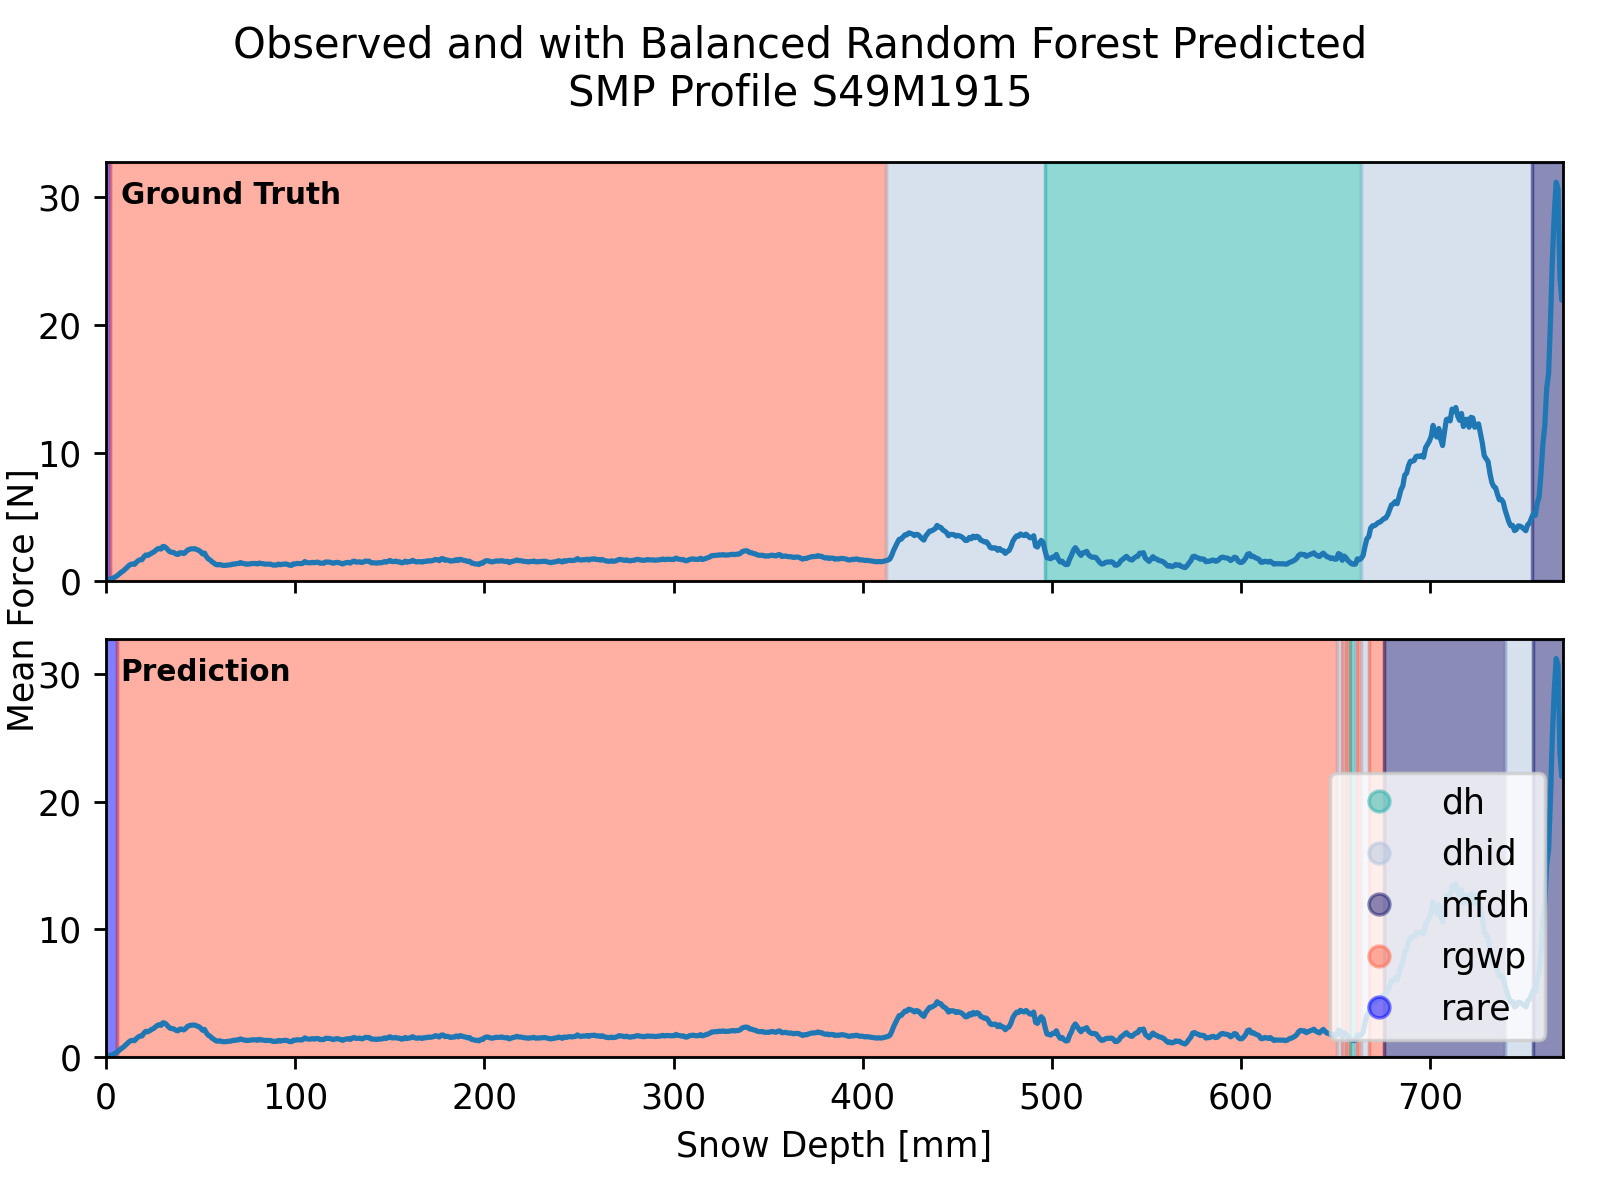 Observed and with Balanced Random Forest Predicted
SMP Profile S49M1915
Mean Force [N]
30
20
10
0
Ground Truth
30
20
10
0
Prediction
dh
dhid
mfdh
rgwp
rare
0 100 200 300 400 500 600 700
Snow Depth [mm]